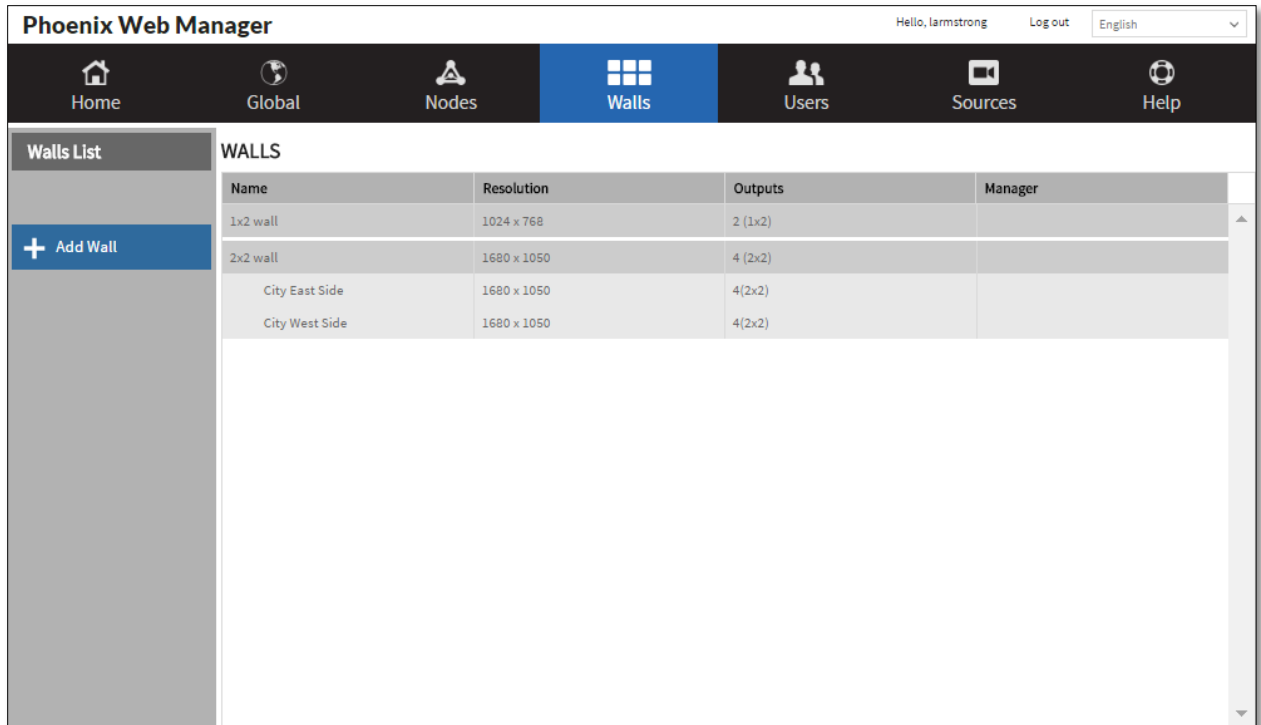 Phoenix Web Manager Hello, larmstrong Log out English
Home Global Nodes Walls Users Sources Help
Walls List
Add Wall
WALLS
Name Resolution Outputs Manager
1x2 wall 1024 x 768 2 (1x2)
2x2 wall 1680 x 1050 4 (2x2)
City East Side 1680 x 1050 4(2x2)
City West Side 1680 x 1050 4(2x2)